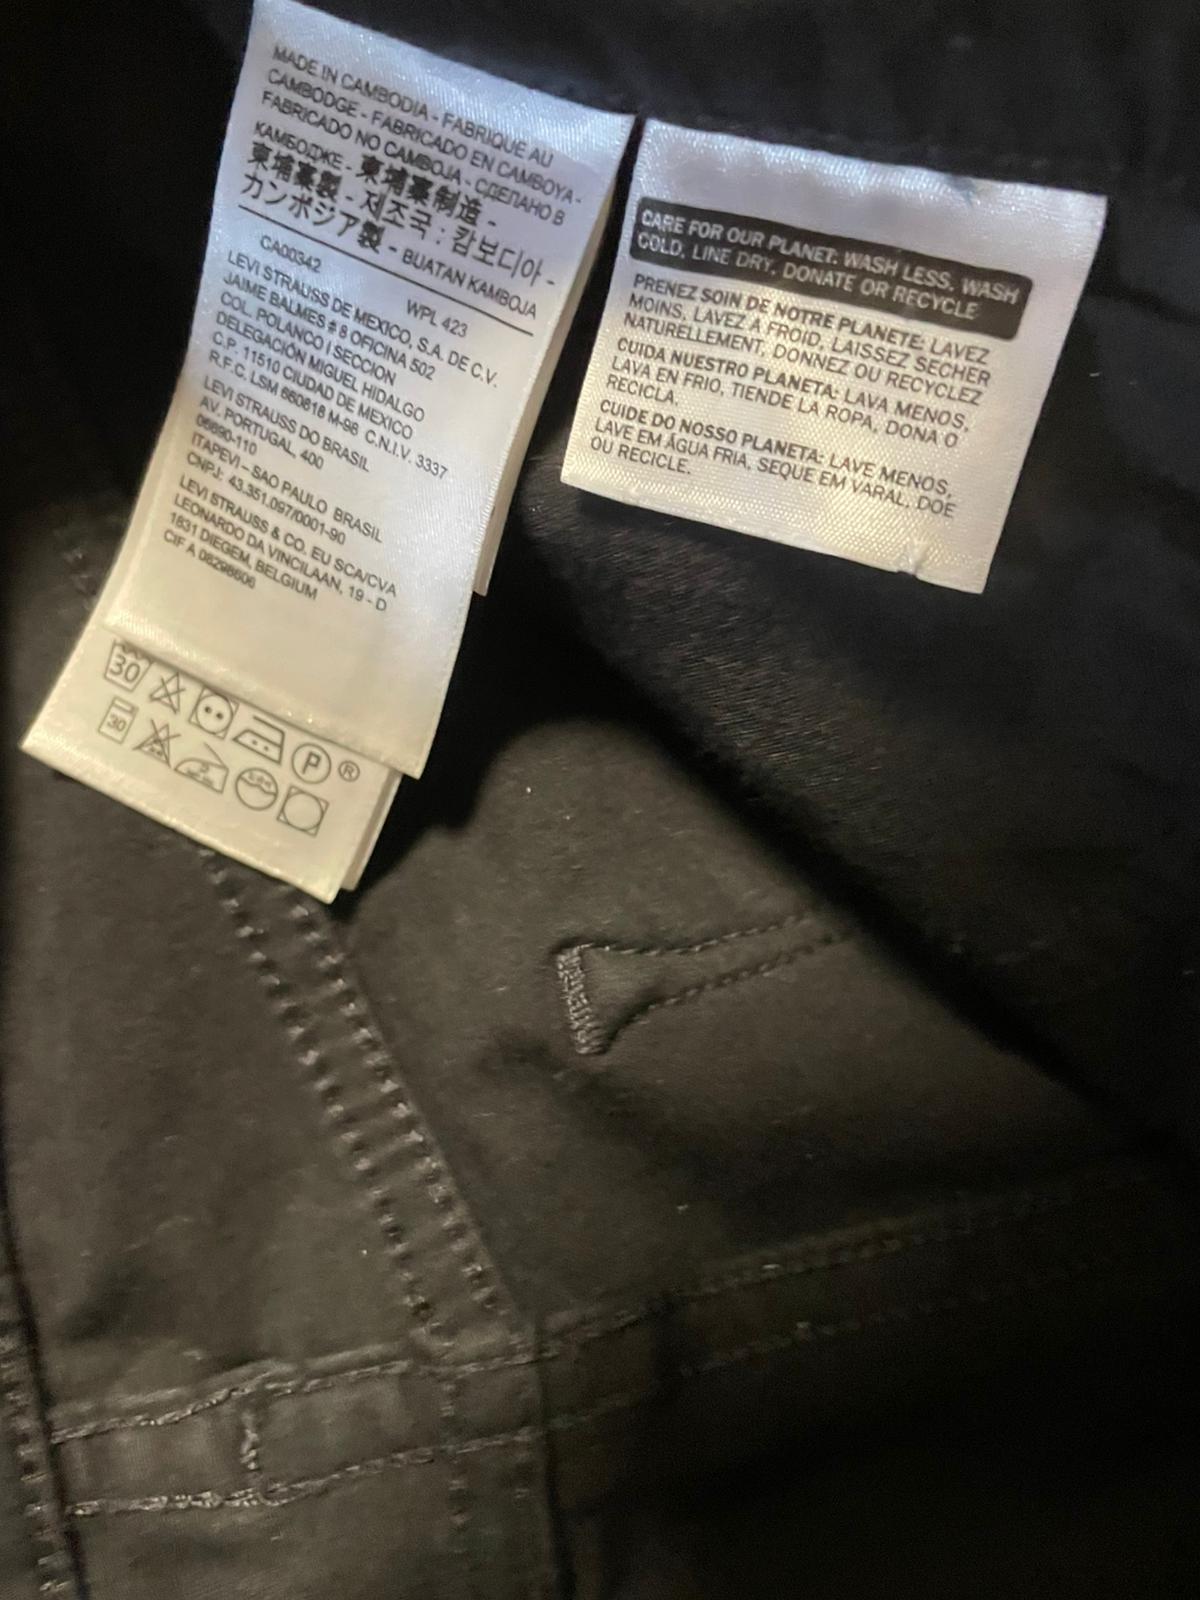 MADE IN CAMBODIA - FABRIQUE AU
CAMBODGE - FABRICADO EN CAMBOYA -
FABRICADO NO CAMBOJA - СДЕЛАНО В
КАМБОДЖЕ - 柬埔寨制造 -
柬埔寨製 - 제조국 : 캄보디아 -
カンボジア製 - BUATAN KAMBOJA
CA00342 WPL 423
LEVI STRAUSS DE MEXICO, S.A. DE C.V.
JAIME BALMES # 8 OFICINA 502
COL. POLANCO I SECCION
DELEGACIÓN MIGUEL HIDALGO
C.P: 11510 CIUDAD DE MEXICO
R.F.C. LSM 660818 M-98 C.N.I.V. 3337
LEVI STRAUSS DO BRASIL
AV. PORTUGAL, 400
06690-110
ITAPEVI – SAO PAULO BRASIL
CNPJ: 43.351.097/0001-90
LEVI STRAUSS & CO. EU SCA/CVA
LEONARDO DA VINCILAAN, 19 - D
1831 DIEGEM, BELGIUM
CIF A 08298606
30 P ®
30
CARE FOR OUR PLANET: WASH LESS, WASH
COLD, LINE DRY, DONATE OR RECYCLE
PRENEZ SOIN DE NOTRE PLANETE: LAVEZ
MOINS, LAVEZ À FROID, LAISSEZ SECHER
NATURELLEMENT, DONNEZ OU RECYCLEZ
CUIDA NUESTRO PLANETA: LAVA MENOS,
LAVA EN FRIO, TIENDE LA ROPA, DONA O
RECICLA.
CUIDE DO NOSSO PLANETA: LAVE MENOS,
LAVE EM ÁGUA FRIA, SEQUE EM VARAL, DOE
OU RECICLE.